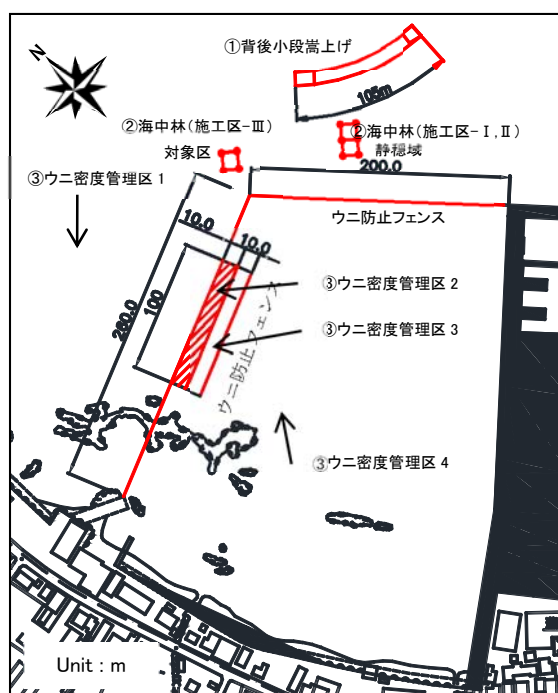 N
①背後小段嵩上げ
105m
②海中林(施工区-Ⅲ)
対象区
②海中林(施工区-Ⅰ,Ⅱ)
静穏域
200.0
③ウニ密度管理区 1
ウニ防止フェンス
10.0
10.0
③ウニ密度管理区 2
100
280.0
③ウニ密度管理区 3
ウニ防止フェンス
③ウニ密度管理区 4
Unit : m